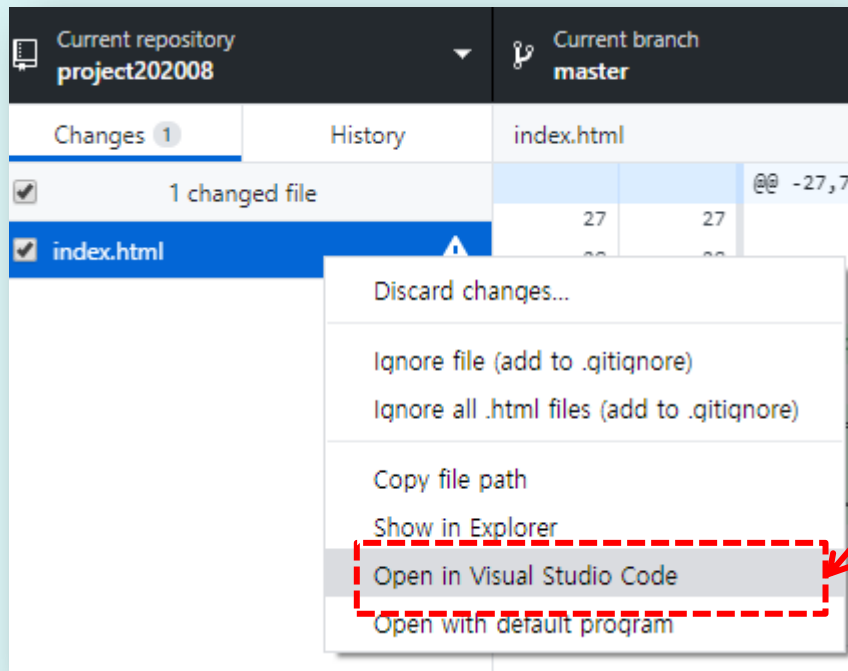 Current repository
project202008
Current branch
master
Changes 1
History
index.html
1 changed file
@@ -27,7
27 27
index.html
Discard changes...
Ignore file (add to .gitignore)
Ignore all .html files (add to .gitignore)
Copy file path
Show in Explorer
Open in Visual Studio Code
Open with default program